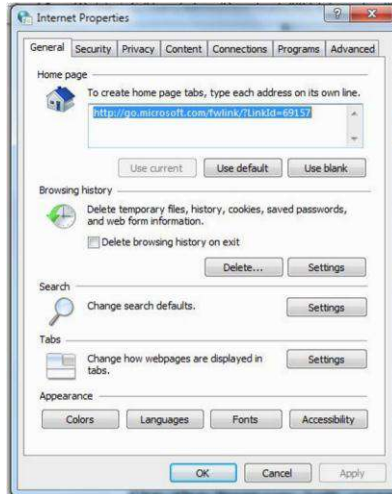 Internet Properties
General Security Privacy Content Connections Programs Advanced
Home page
To create home page tabs, type each address on its own line.
http://go.microsoft.com/fwlink/?LinkId=69157
Use current Use default Use blank
Browsing history
Delete temporary files, history, cookies, saved passwords,
and web form information.
Delete browsing history on exit
Delete... Settings
Search
Change search defaults. Settings
Tabs
Change how webpages are displayed in
tabs.
Settings
Appearance
Colors Languages Fonts Accessibility
OK Cancel Apply